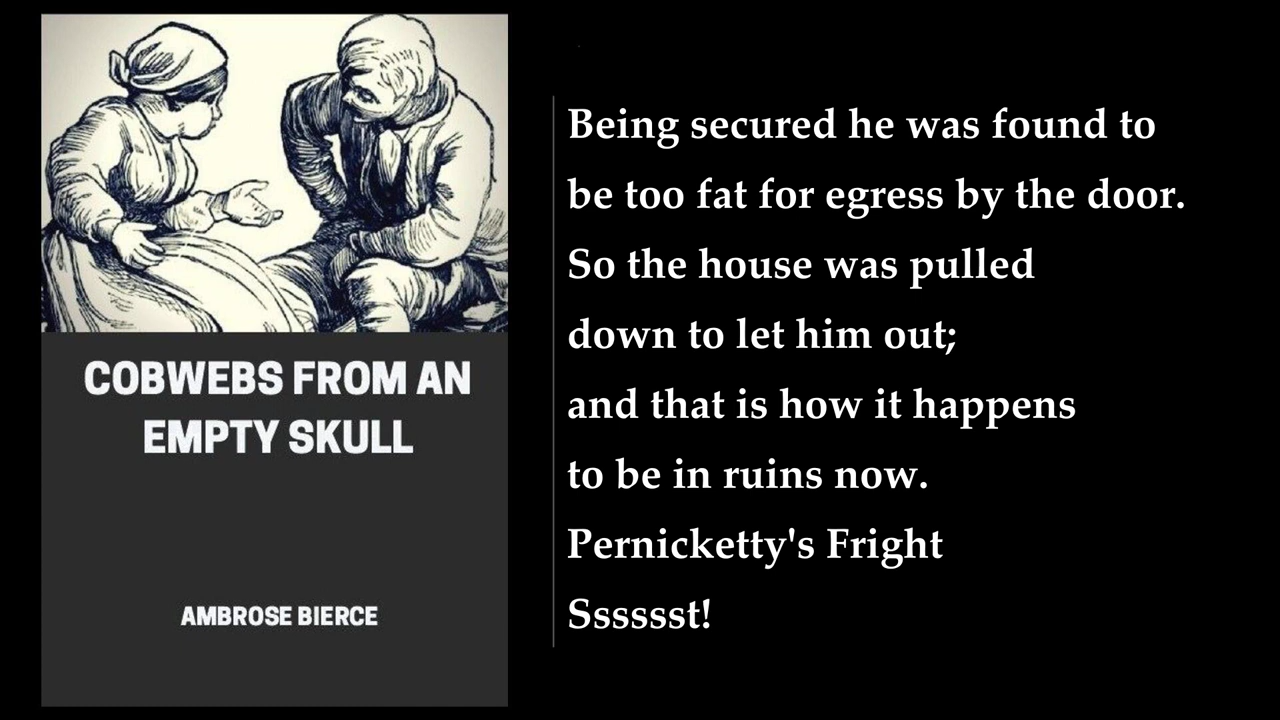 COBWEBS FROM AN
EMPTY SKULL
AMBROSE BIERCE
Being secured he was found to
be too fat for egress by the door.
So the house was pulled
down to let him out;
and that is how it happens
to be in ruins now.
Pernicketty's Fright
Sssssst!